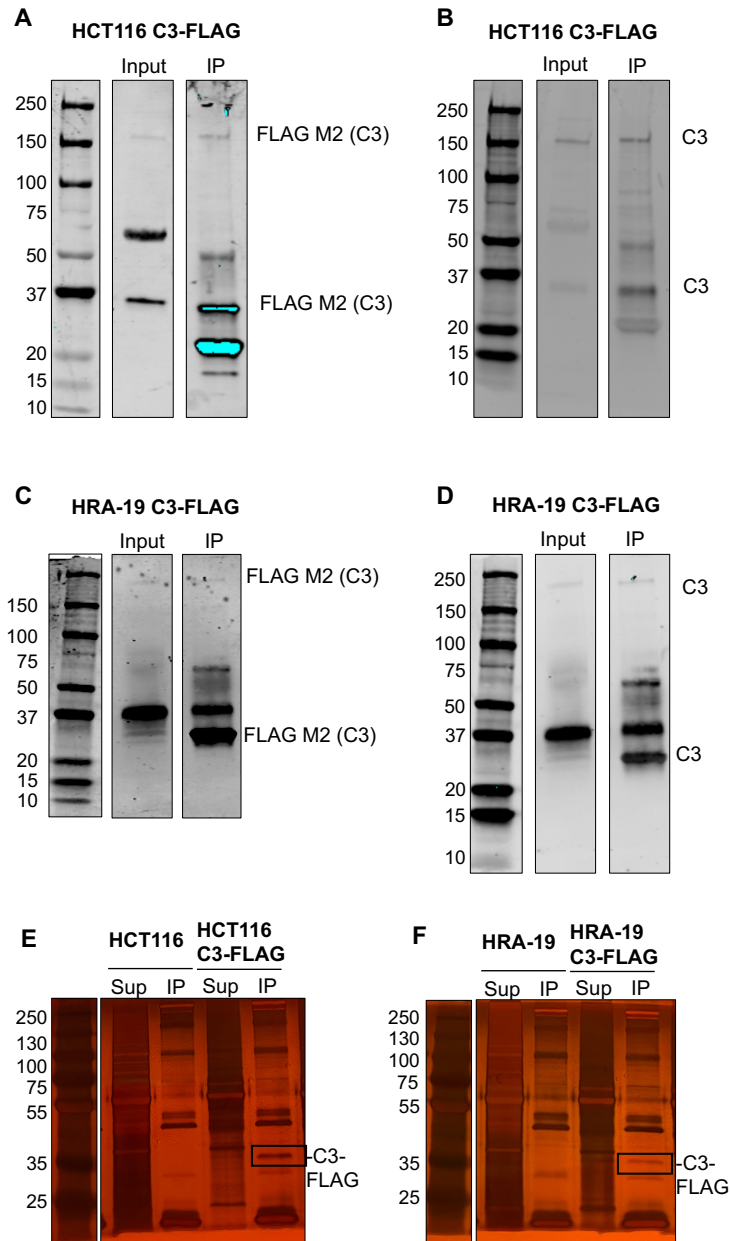 A
HCT116 C3-FLAG
Input IP
250
150
100
75
50
37
20
15
10
FLAG M2 (C3)
FLAG M2 (C3)
B
HCT116 C3-FLAG
Input IP
250
150
100
75
50
37
20
15
10
C3
C3
C
HRA-19 C3-FLAG
Input IP
150
100
75
50
37
20
15
10
FLAG M2 (C3)
FLAG M2 (C3)
D
HRA-19 C3-FLAG
Input IP
250
150
100
75
50
37
20
15
10
C3
C3
E
HCT116
HCT116
C3-FLAG
Sup IP Sup IP
250
130
100
75
55
35
25
-C3-
FLAG
F
HRA-19
HRA-19
C3-FLAG
Sup IP Sup IP
250
130
100
75
55
35
25
-C3-
FLAG